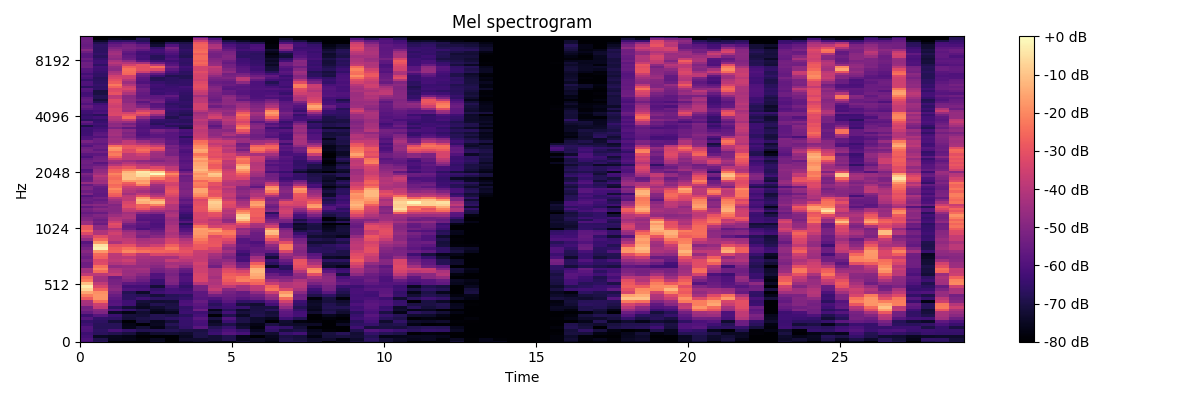 Mel spectrogram
8192
4096
2048
1024
512
0
Hz
0 5 10 15 20 25
Time
+0 dB
-10 dB
-20 dB
-30 dB
-40 dB
-50 dB
-60 dB
-70 dB
-80 dB